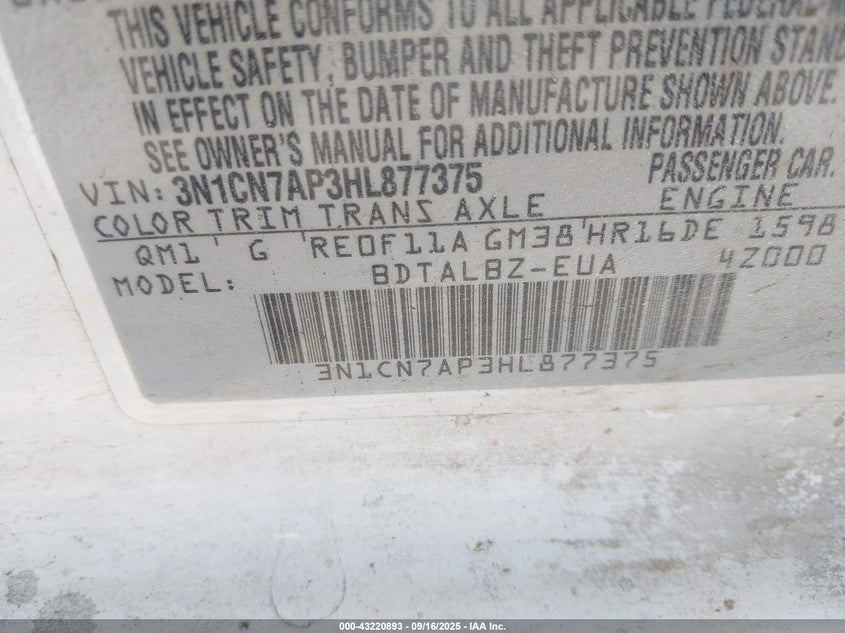 THIS VEHICLE CONFORMS TO ALL APPLICABLE FEDERAL
VEHICLE SAFETY, BUMPER AND THEFT PREVENTION STAND
IN EFFECT ON THE DATE OF MANUFACTURE SHOWN ABOVE.
SEE OWNER'S MANUAL FOR ADDITIONAL INFORMATION.
VIN: 3N1CN7AP3HL877375 PASSENGER CAR.
COLOR TRIM TRANS AXLE ENGINE
QM1 G RE0F11A GM38 HR16DE 1598
MODEL: BDTALBZ-EUA 4Z000
3N1CN7AP3HL877375
000-43220893 - 09/16/2025 - IAA Inc.